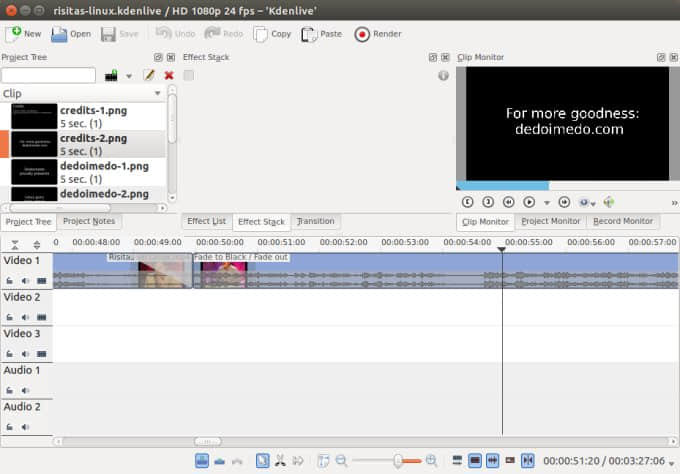 risitas-linux.kdenlive / HD 1080p 24 fps – 'Kdenlive'
New Open Save Undo Redo Copy Paste Render
Project Tree
Effect Stack
Clip Monitor
Clip
credits-1.png
5 sec. (1)
credits-2.png
5 sec. (1)
dedoimedo-1.png
5 sec. (1)
dedoimedo-2.png
For more goodness:
dedoimedo.com
Project Tree Project Notes
Effect List Effect Stack Transition
Clip Monitor Project Monitor Record Monitor
0 00:00:48:00 00:00:49:00 00:00:50:00 00:00:51:00 00:00:52:00 00:00:53:00 00:00:54:00 00:00:55:00 00:00:56:00 00:00:57:00
Video 1
Risitas
Fade to Black / Fade out
Video 2
Video 3
Audio 1
Audio 2
00:00:51:20 / 00:03:27:06